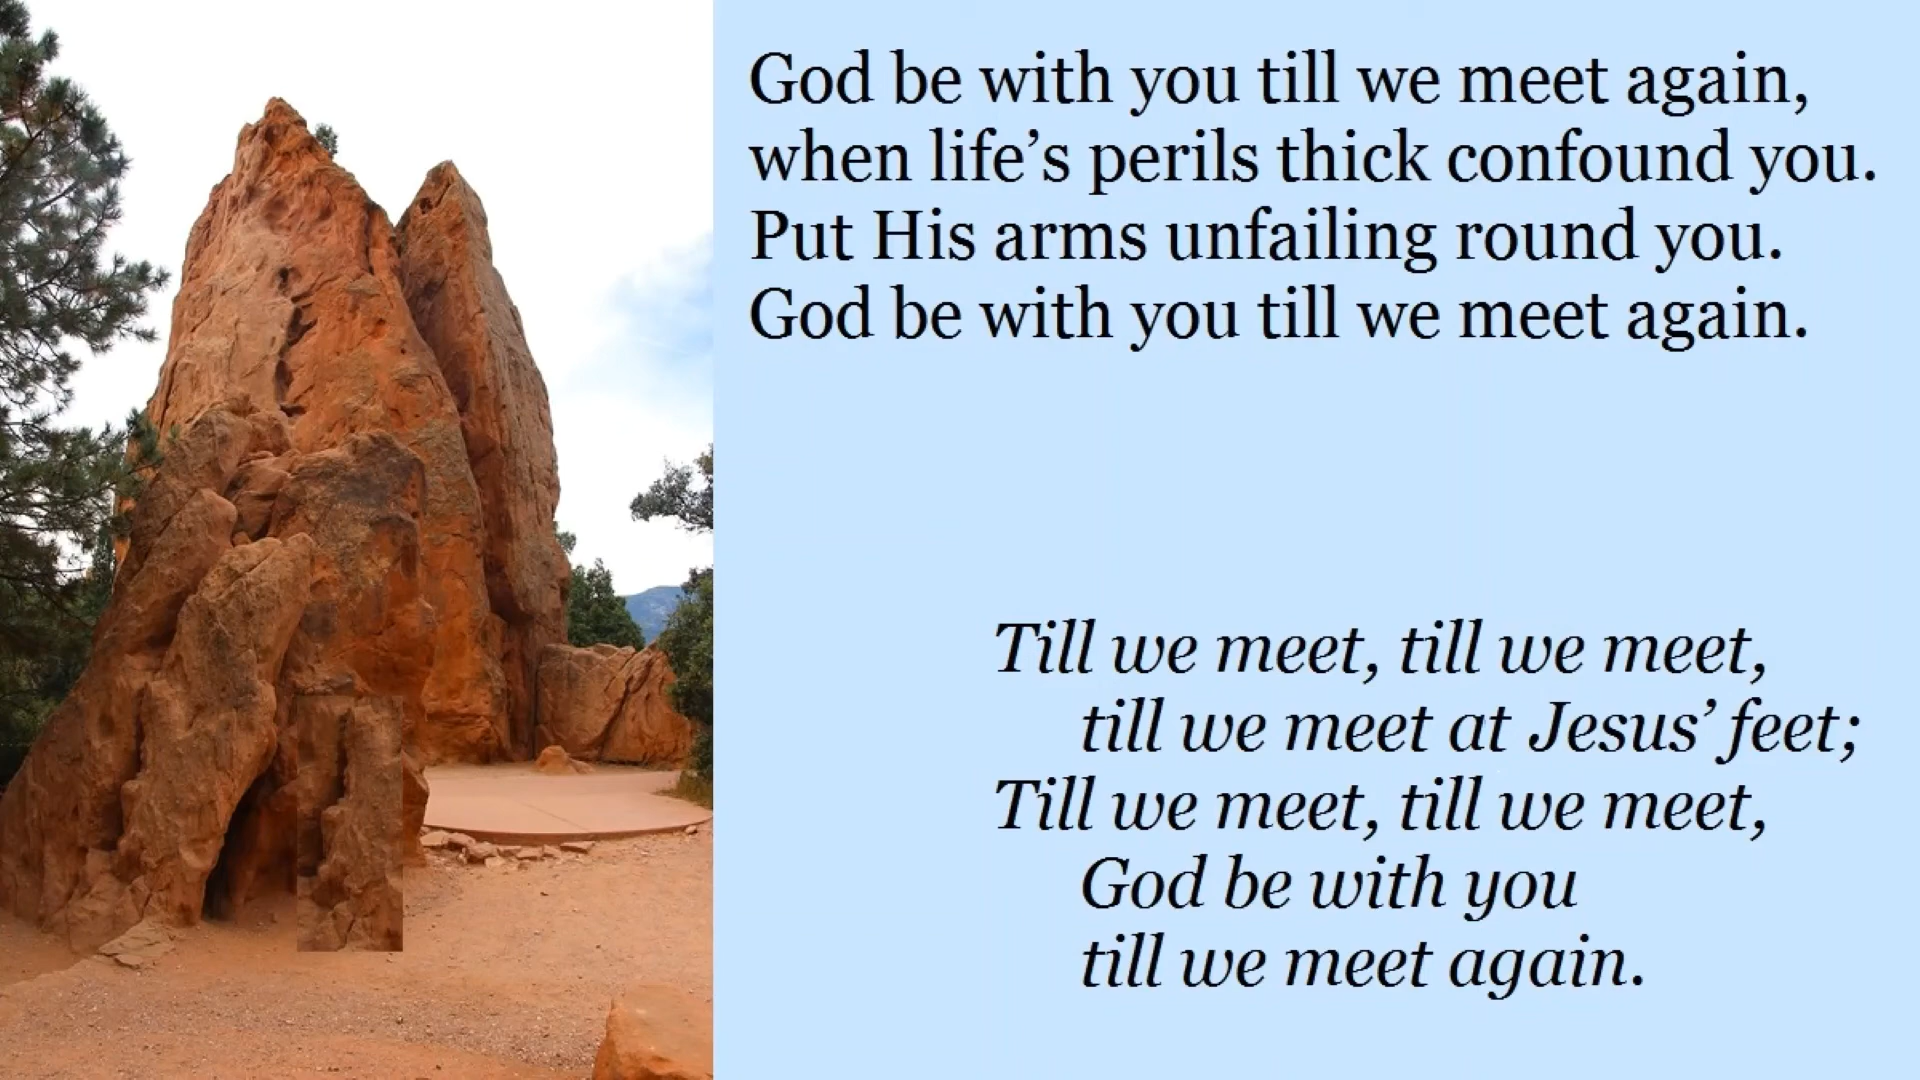 God be with you till we meet again,
when life’s perils thick confound you.
Put His arms unfailing round you.
God be with you till we meet again.
Till we meet, till we meet,
till we meet at Jesus’ feet;
Till we meet, till we meet,
God be with you
till we meet again.